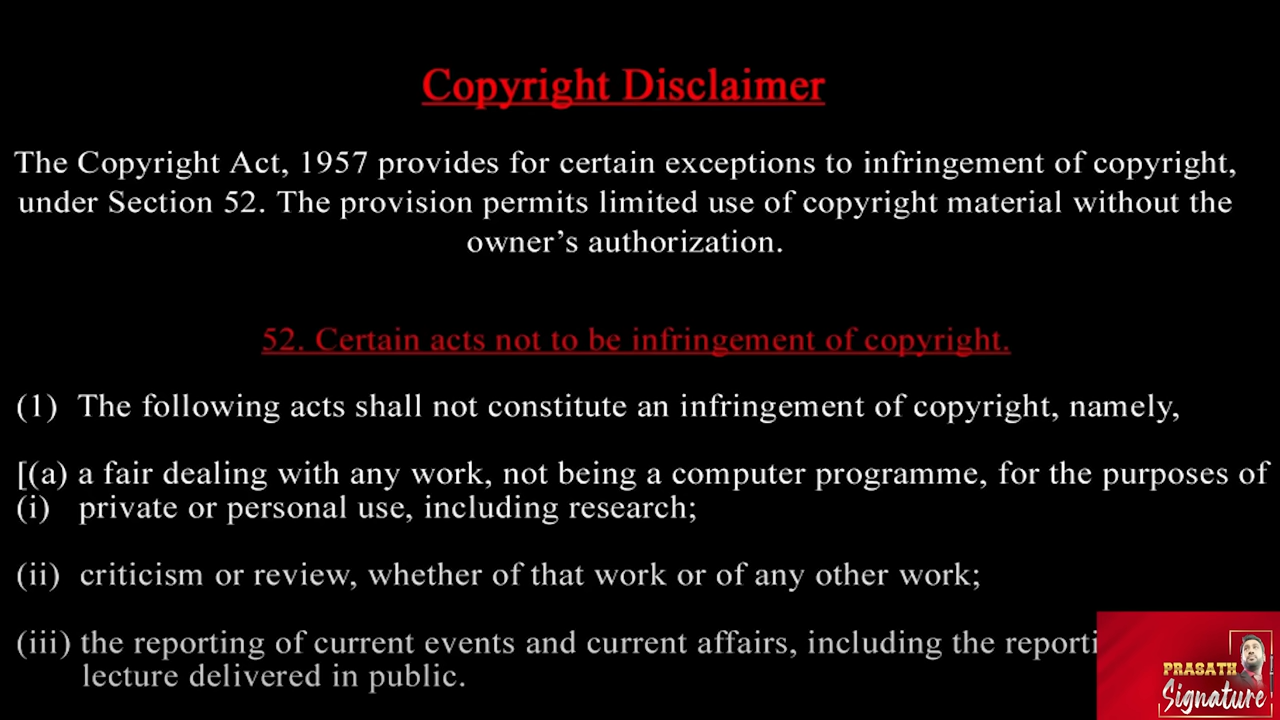 Copyright Disclaimer
The Copyright Act, 1957 provides for certain exceptions to infringement of copyright,
under Section 52. The provision permits limited use of copyright material without the
owner’s authorization.
52. Certain acts not to be infringement of copyright.
(1) The following acts shall not constitute an infringement of copyright, namely,
[(a) a fair dealing with any work, not being a computer programme, for the purposes of
(i) private or personal use, including research;
(ii) criticism or review, whether of that work or of any other work;
(iii) the reporting of current events and current affairs, including the reporti
lecture delivered in public.
PRASATH
Signature